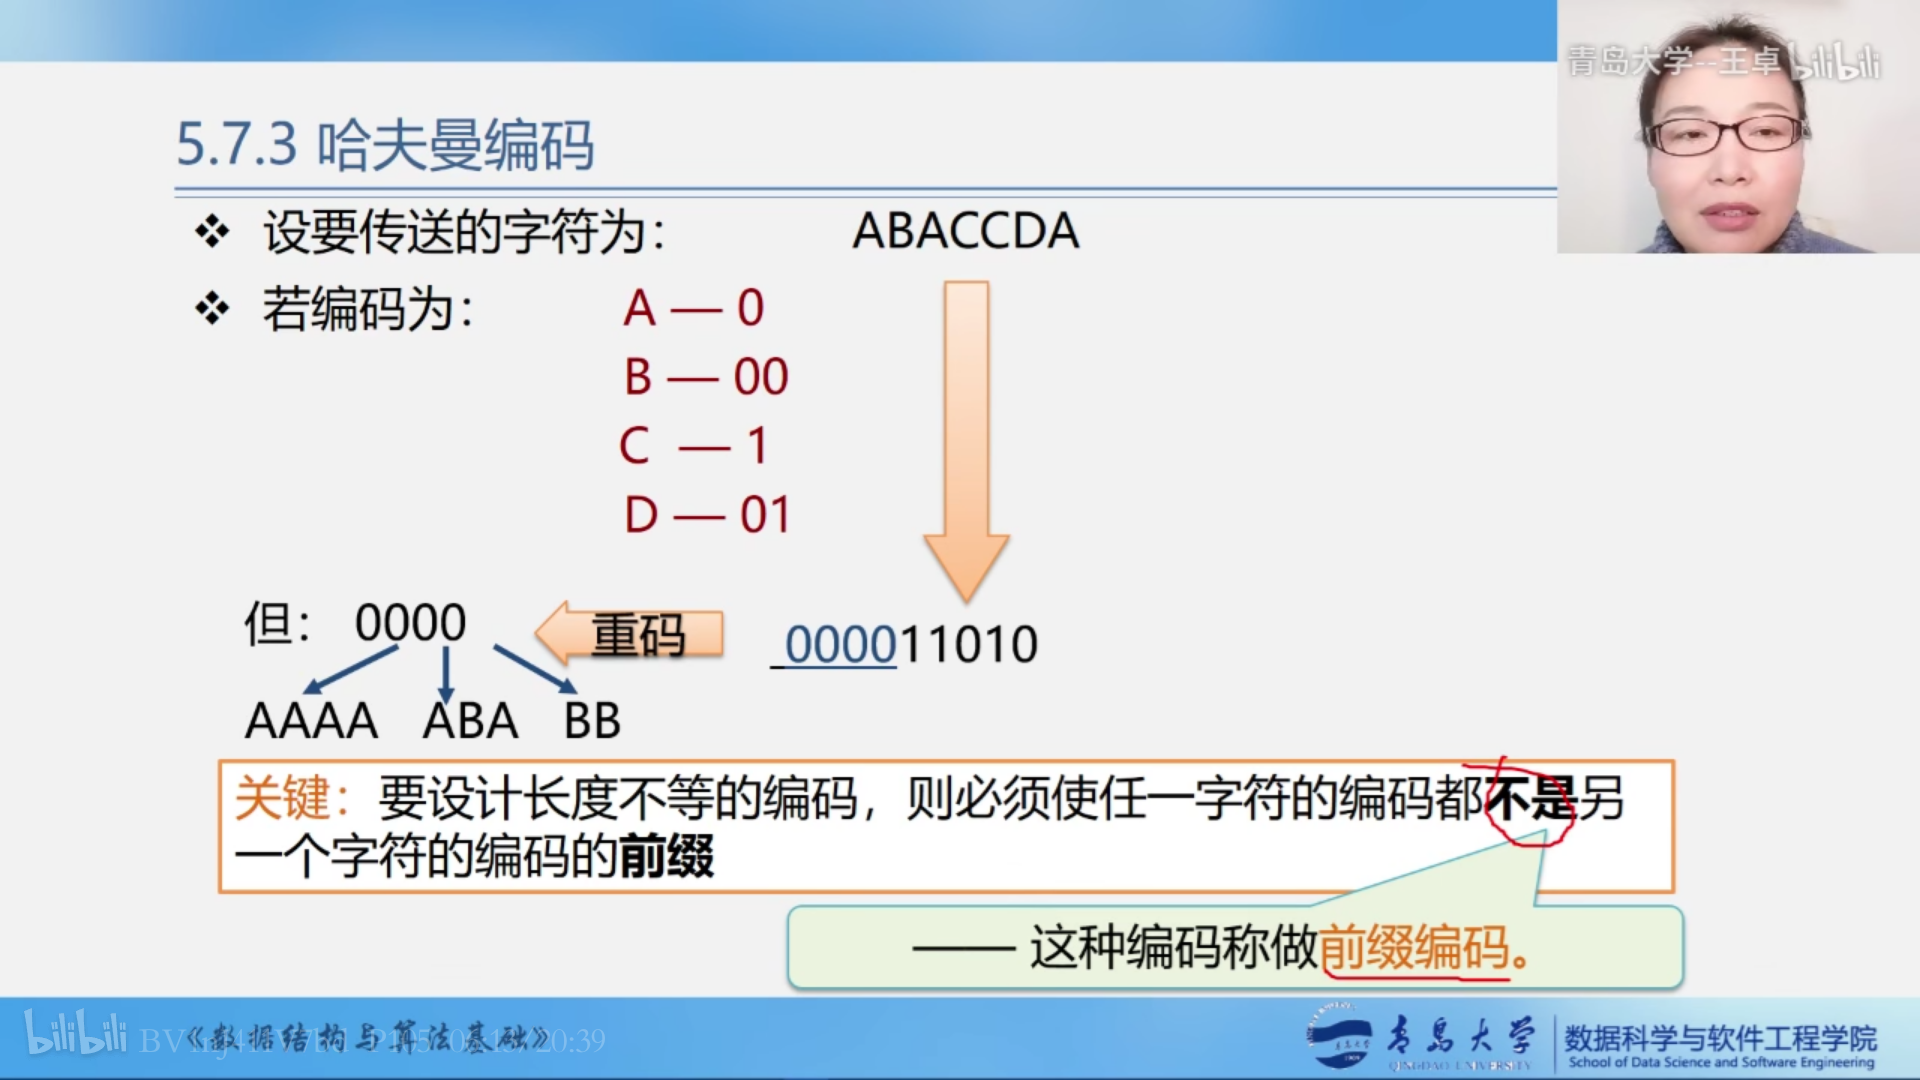 青岛大学--王卓 bilibili
5.7.3 哈夫曼编码
❖ 设要传送的字符为： ABACCDA
❖ 若编码为： A — 0
B — 00
C — 1
D — 01
但： 0000 重码 000011010
AAAA ABA BB
关键：要设计长度不等的编码，则必须使任一字符的编码都不是另
一个字符的编码的前缀
—— 这种编码称做前缀编码。
bilibili 《数据结构与算法基础》 20:39
青岛大学 数据科学与软件工程学院
QINGDAO UNIVERSITY School of Data Science and Software Engineering